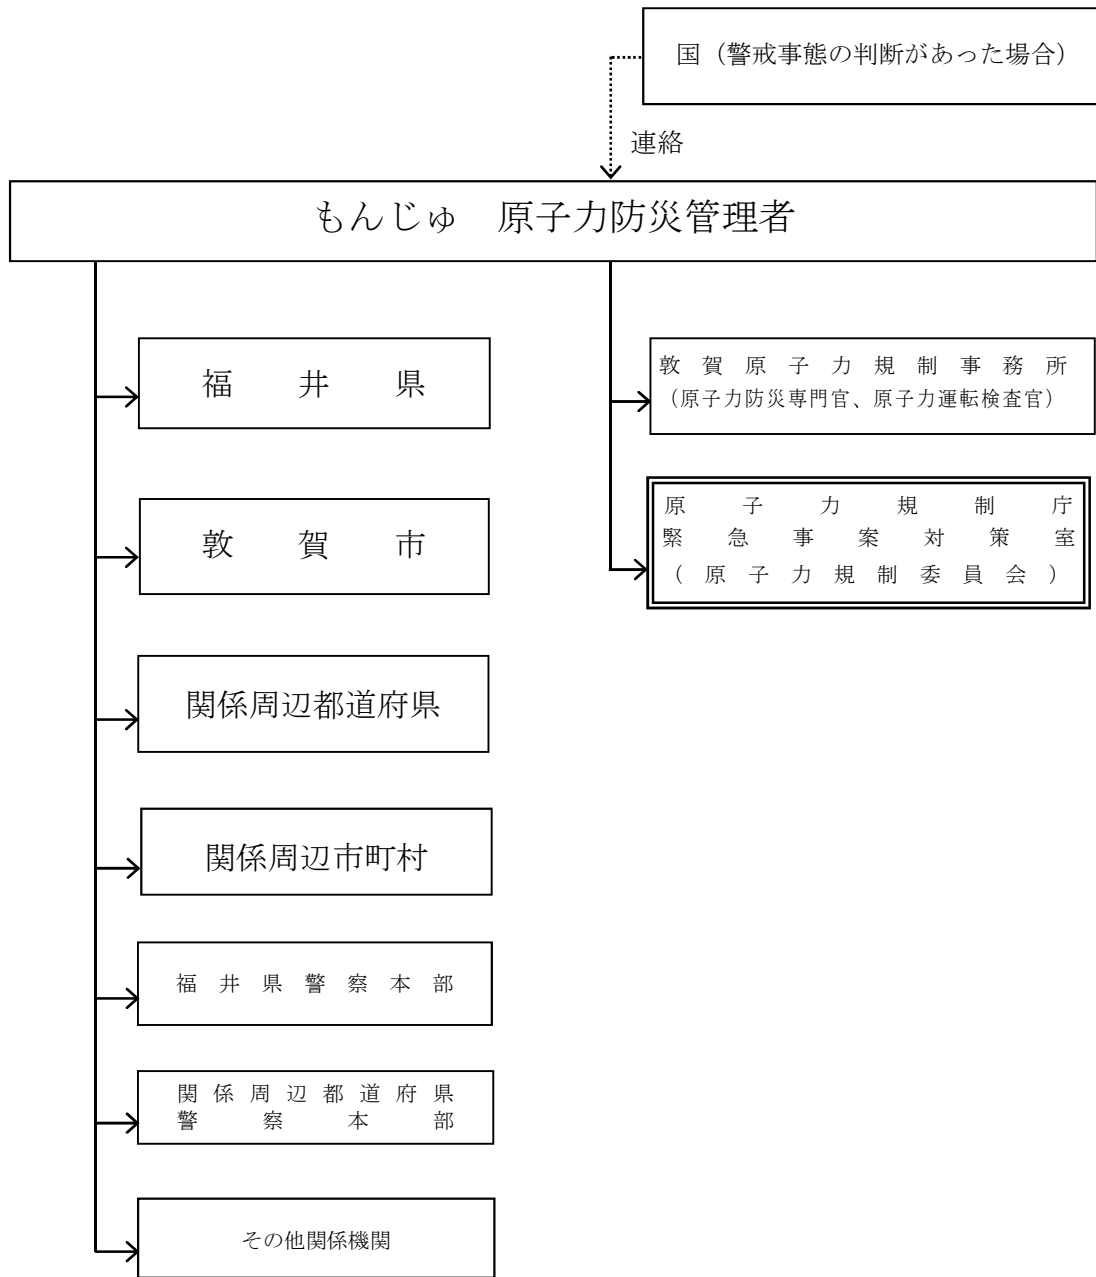 国（警戒事態の判断があった場合）
連絡
もんじゅ　原子力防災管理者
福井県
敦賀市
関係周辺都道府県
関係周辺市町村
福井県警察本部
関係周辺都道府県
警察本部
その他関係機関
敦賀原子力規制事務所
（原子力防災専門官、原子力運転検査官）
原子力規制庁
緊急事案対策室
（原子力規制委員会）